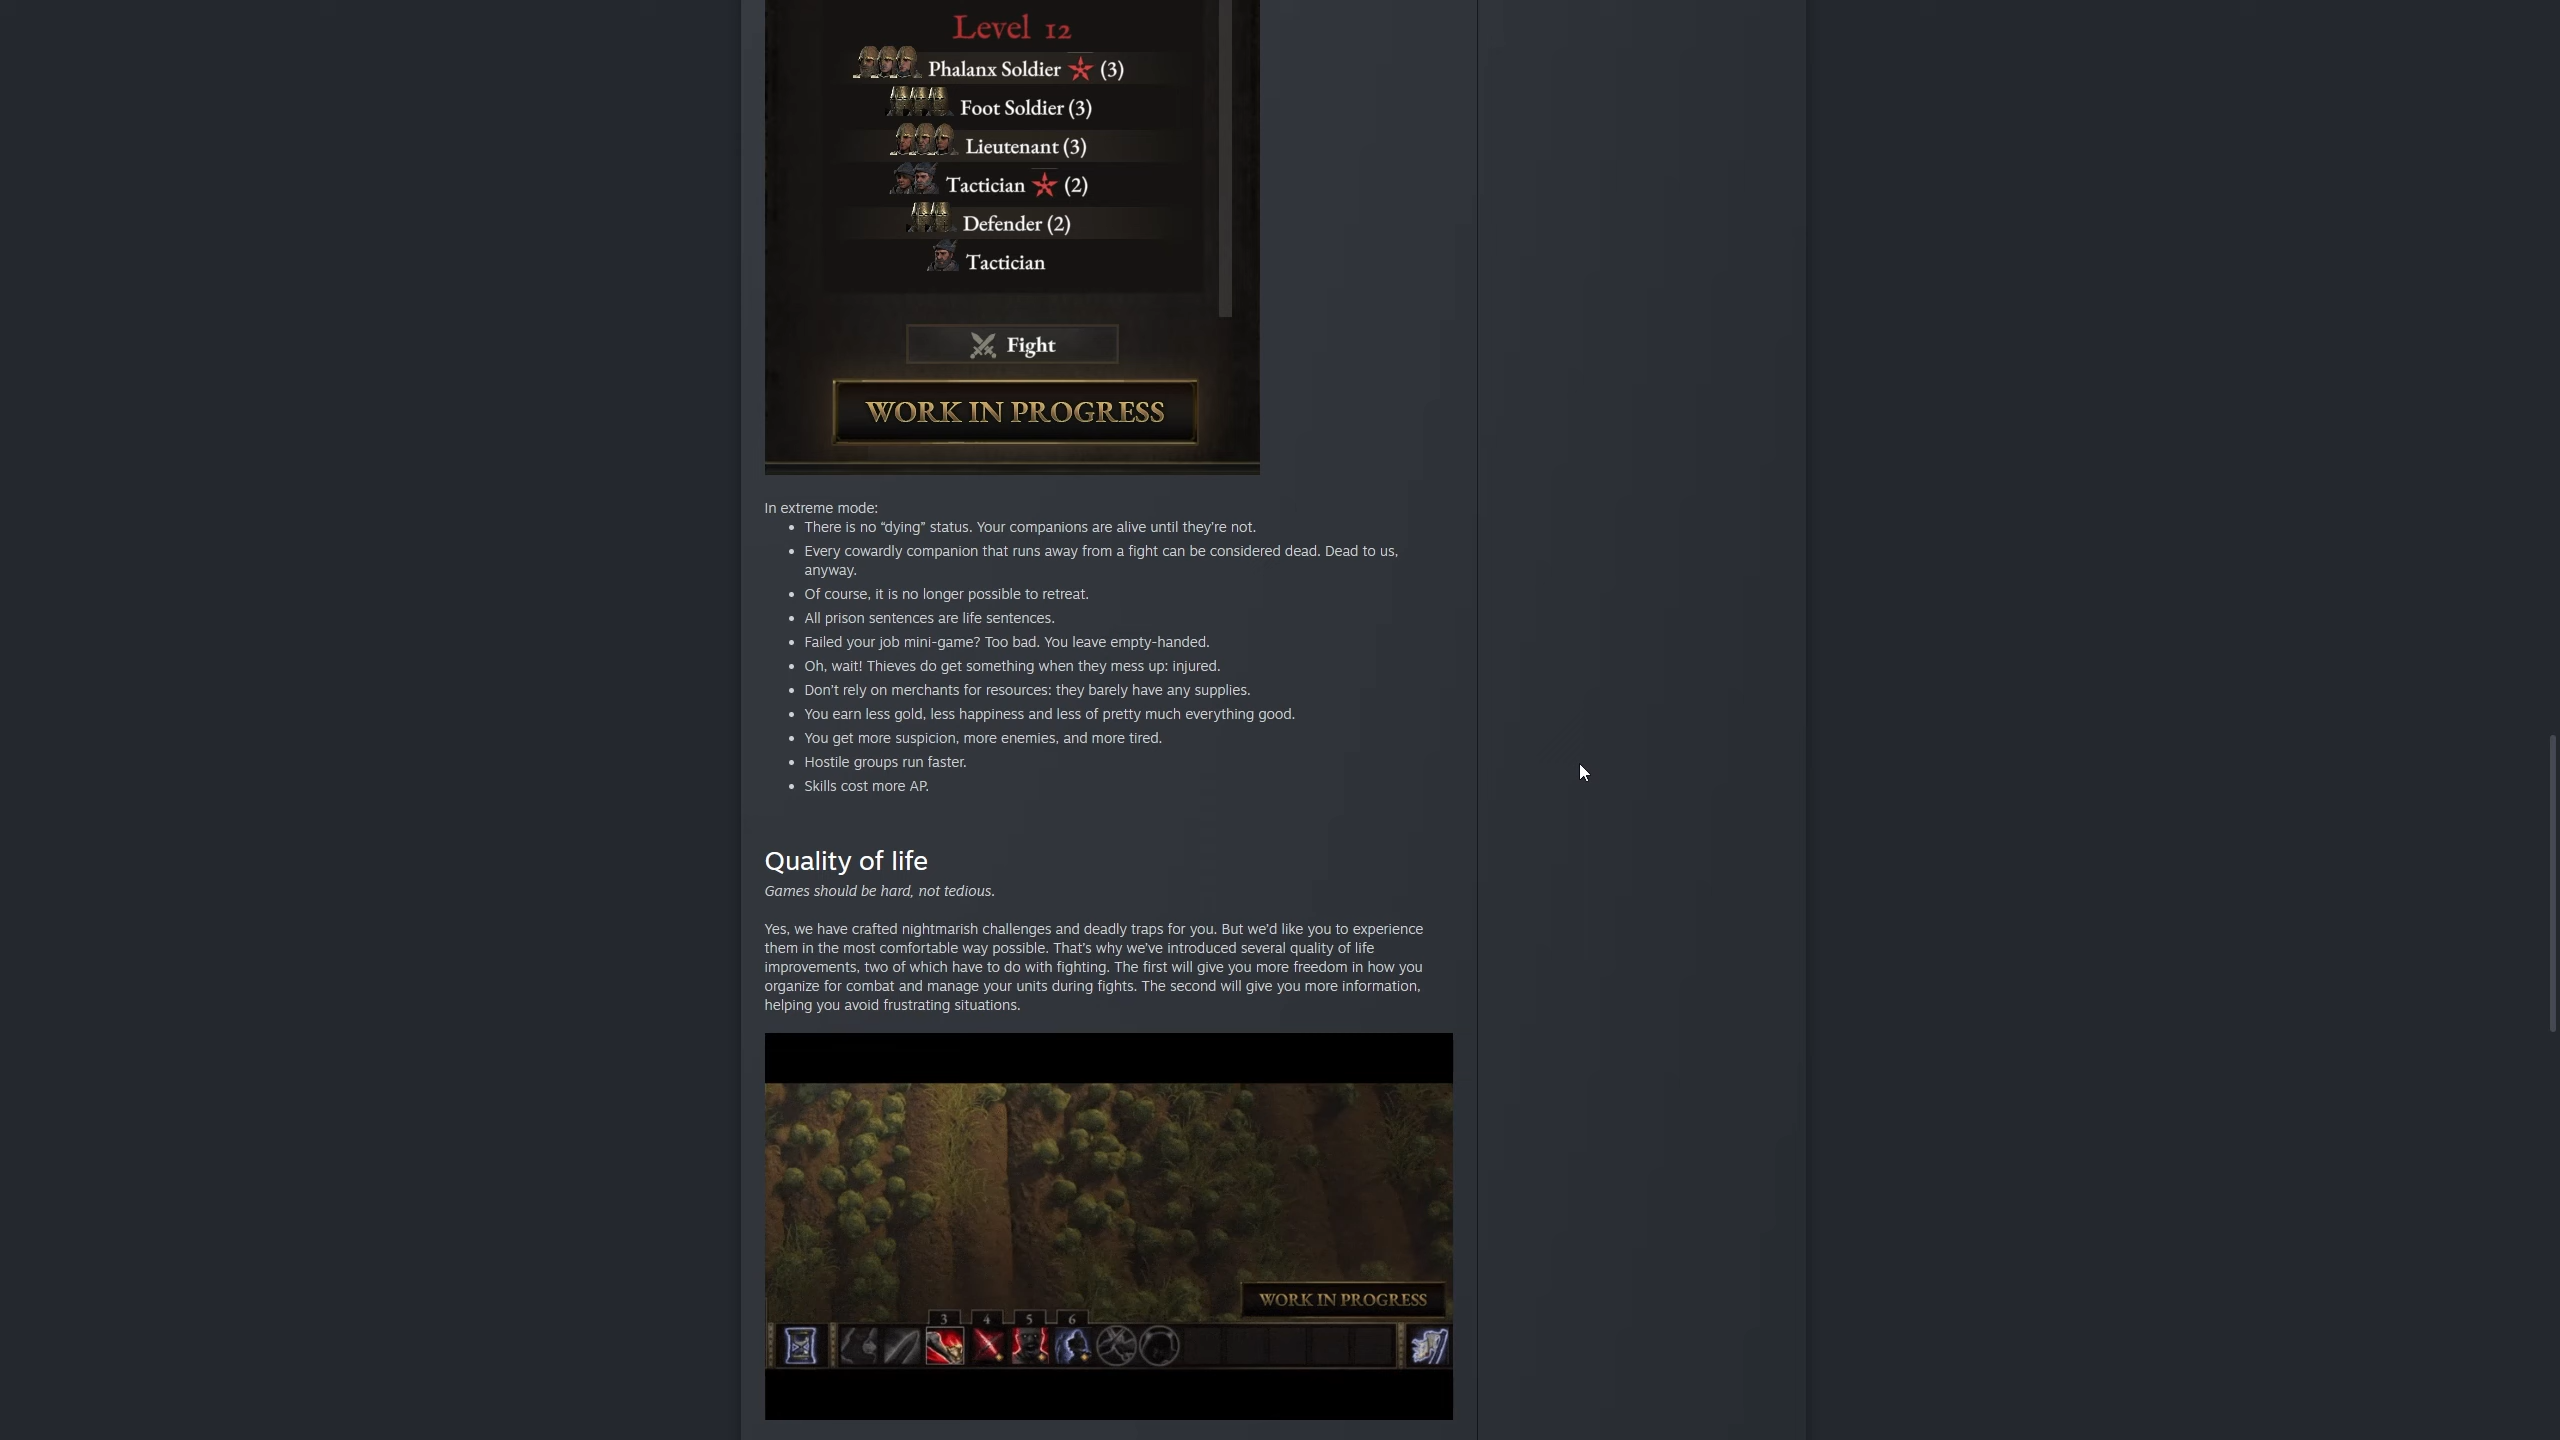 Level 12
Phalanx Soldier (3)
Foot Soldier (3)
Lieutenant (3)
Tactician (2)
Defender (2)
Tactician
Fight
WORK IN PROGRESS
In extreme mode:
There is no “dying” status. Your companions are alive until they’re not.
Every cowardly companion that runs away from a fight can be considered dead. Dead to us,
anyway.
Of course, it is no longer possible to retreat.
All prison sentences are life sentences.
Failed your job mini-game? Too bad. You leave empty-handed.
Oh, wait! Thieves do get something when they mess up: injured.
Don’t rely on merchants for resources: they barely have any supplies.
You earn less gold, less happiness and less of pretty much everything good.
You get more suspicion, more enemies, and more tired.
Hostile groups run faster.
Skills cost more AP.
Quality of life
Games should be hard, not tedious.
Yes, we have crafted nightmarish challenges and deadly traps for you. But we’d like you to experience
them in the most comfortable way possible. That’s why we’ve introduced several quality of life
improvements, two of which have to do with fighting. The first will give you more freedom in how you
organize for combat and manage your units during fights. The second will give you more information,
helping you avoid frustrating situations.
WORK IN PROGRESS
3 4 5 6